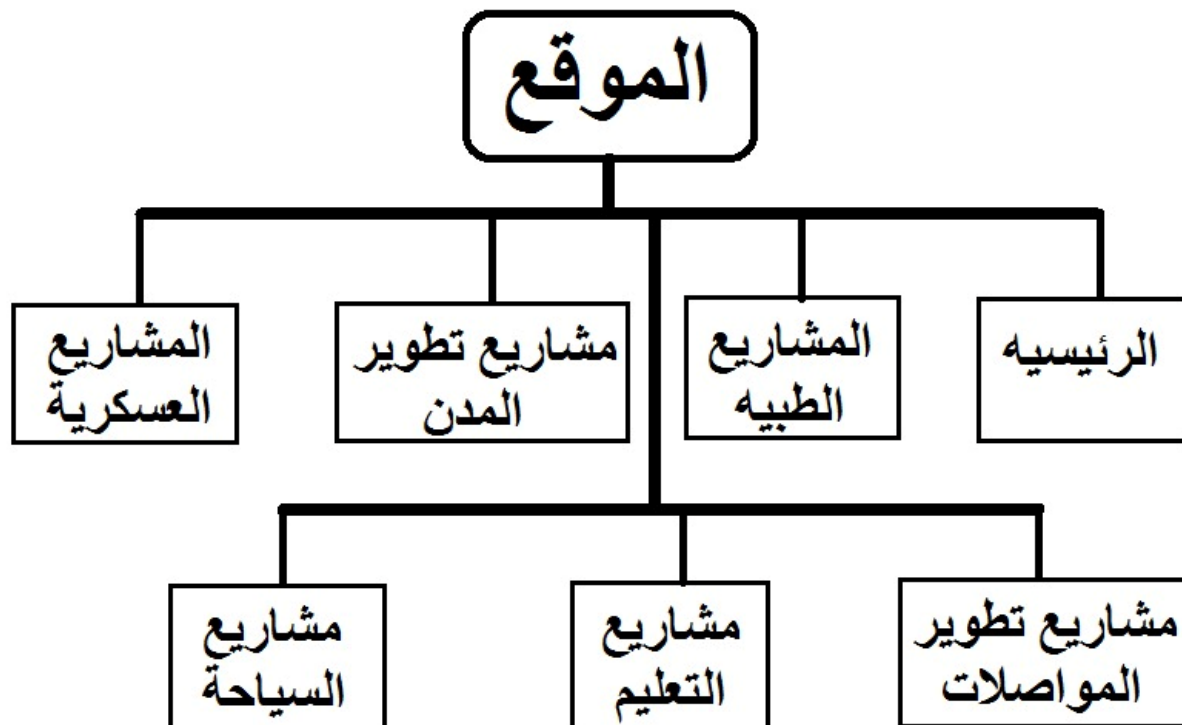 الموقع
الرئيسيه
المشاريع
الطبيه
مشاريع تطوير
المدن
المشاريع
العسكرية
مشاريع تطوير
المواصلات
مشاريع
التعليم
مشاريع
السياحة